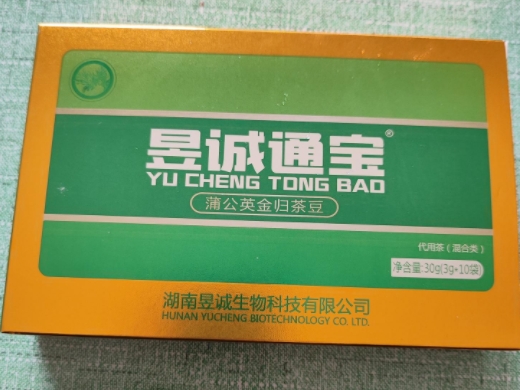 昱诚通宝®
YU CHENG TONG BAO
蒲公英金归茶豆
代用茶（混合类）
净含量:30g(3g×10袋)
湖南昱诚生物科技有限公司
HUNAN YUCHENG BIOTECHNOLOGY CO. LTD.